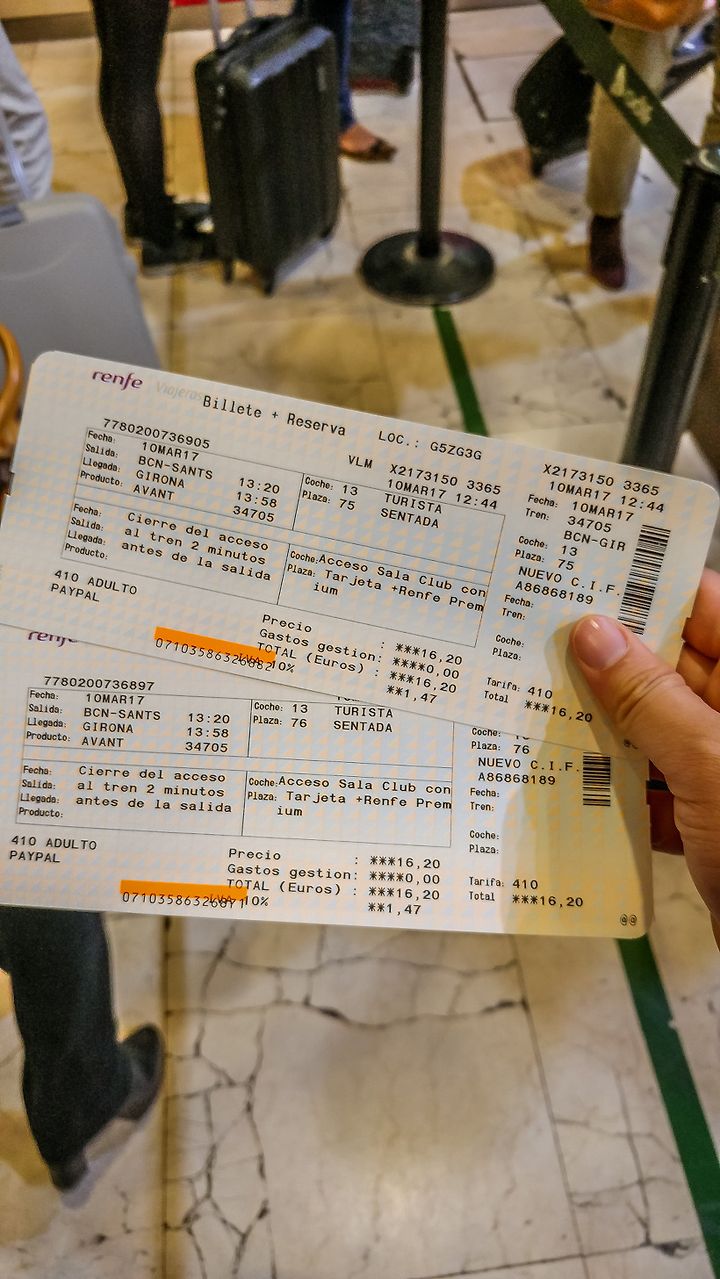 renfe Viajeros
Billete + Reserva LOC.: G5ZG3G
7780200736905 VLM X2173150 3365 X2173150 3365
10MAR17 12:44 10MAR17 12:44
Fecha: 10MAR17
Salida: BCN-SANTS 13:20
Llegada: GIRONA 13:58
Producto: AVANT 34705
Coche: 13 TURISTA
Plaza: 75 SENTADA
Fecha: 10MAR17
Tren: 34705
BCN-GIR
Coche: 13
Plaza: 75
NUEVO C.I.F.
A86868189
Fecha: Cierre del acceso
Salida: al tren 2 minutos
Llegada: antes de la salida
Producto:
Coche: Acceso Sala Club con
Plaza: Tarjeta +Renfe Prem
ium
Fecha:
Tren:
Coche:
Plaza:
410 ADULTO
PAYPAL
Precio : ***16,20
Gastos gestion: ****0,00
TOTAL (Euros) : ***16,20
IVA 10% **1,47
Tarifa: 410
Total ***16,20
renfe
7780200736897
Fecha: 10MAR17
Salida: BCN-SANTS 13:20
Llegada: GIRONA 13:58
Producto: AVANT 34705
Coche: 13 TURISTA
Plaza: 76 SENTADA
Plaza: 76
NUEVO C.I.F.
A86868189
Fecha: Cierre del acceso
Salida: al tren 2 minutos
Llegada: antes de la salida
Producto:
Coche: Acceso Sala Club con
Plaza: Tarjeta +Renfe Prem
ium
Fecha:
Tren:
Coche:
Plaza:
410 ADULTO
PAYPAL
Precio : ***16,20
Gastos gestion: ****0,00
TOTAL (Euros) : ***16,20
IVA 10% **1,47
Tarifa: 410
Total ***16,20
@@